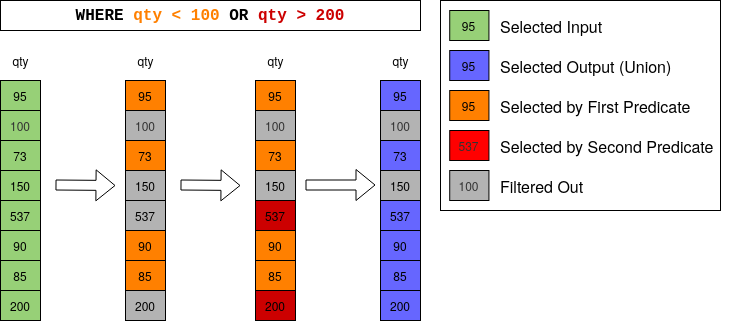 WHERE qty < 100 OR qty > 200
qty qty qty qty
95 95 95 95
100 100 100 100
73 73 73 73
150 150 150 150
537 537 537 537
90 90 90 90
85 85 85 85
200 200 200 200
95 Selected Input
95 Selected Output (Union)
95 Selected by First Predicate
537 Selected by Second Predicate
100 Filtered Out